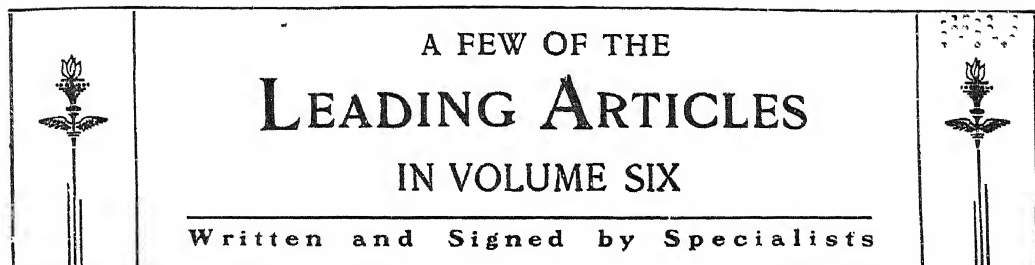 A FEW OF THE
LEADING ARTICLES
IN VOLUME SIX
Written and Signed by Specialists